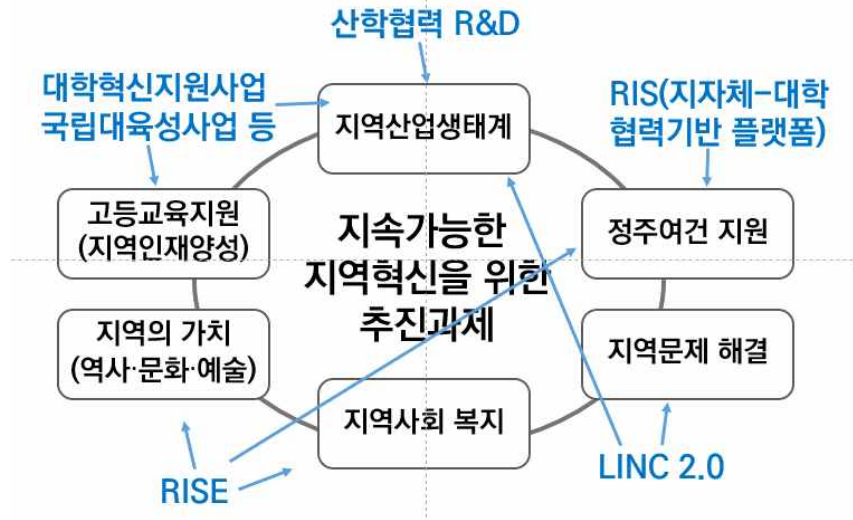 산학협력 R&D
대학혁신지원사업
국립대육성사업 등
RIS(지자체-대학
협력기반 플랫폼)
지역산업생태계
고등교육지원
(지역인재양성)
지속가능한
지역혁신을 위한
추진과제
정주여건 지원
지역의 가치
(역사·문화·예술)
지역문제 해결
지역사회 복지
RISE
LINC 2.0